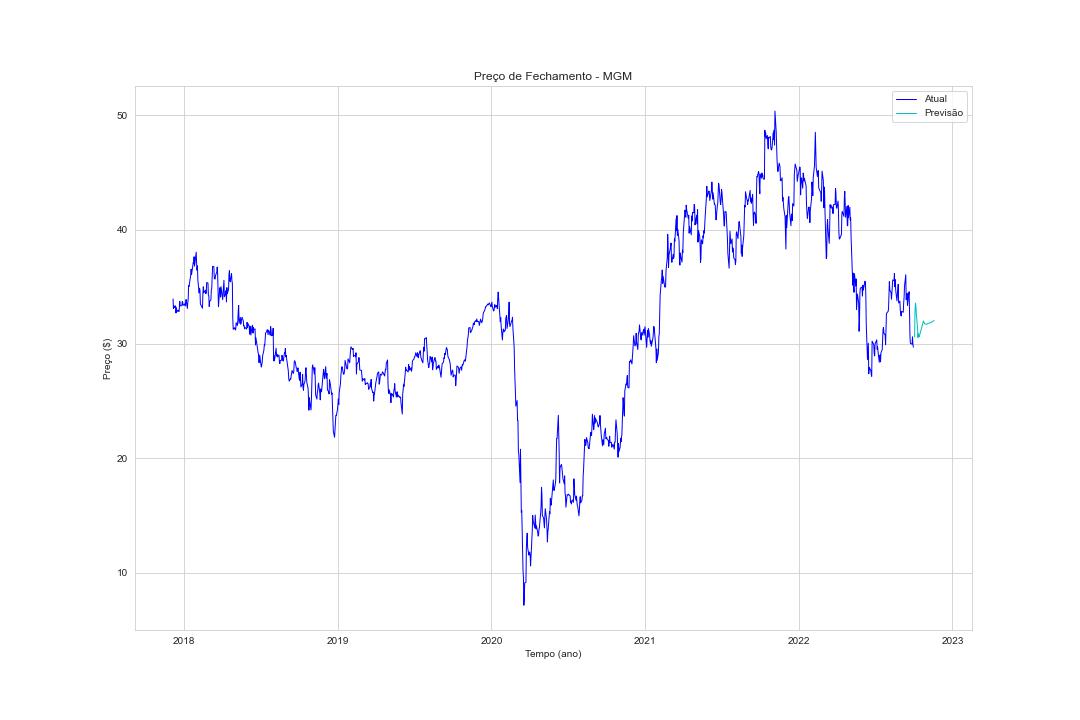 Preço de Fechamento - MGM
Atual
Previsão
50
40
30
20
10
Preço ($)
2018 2019 2020 2021 2022 2023
Tempo (ano)